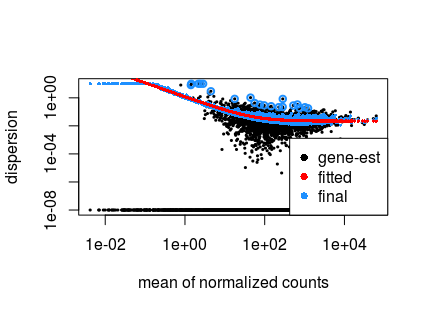 dispersion
1e+00
1e-04
1e-08
gene-est
fitted
final
1e-02 1e+00 1e+02 1e+04
mean of normalized counts